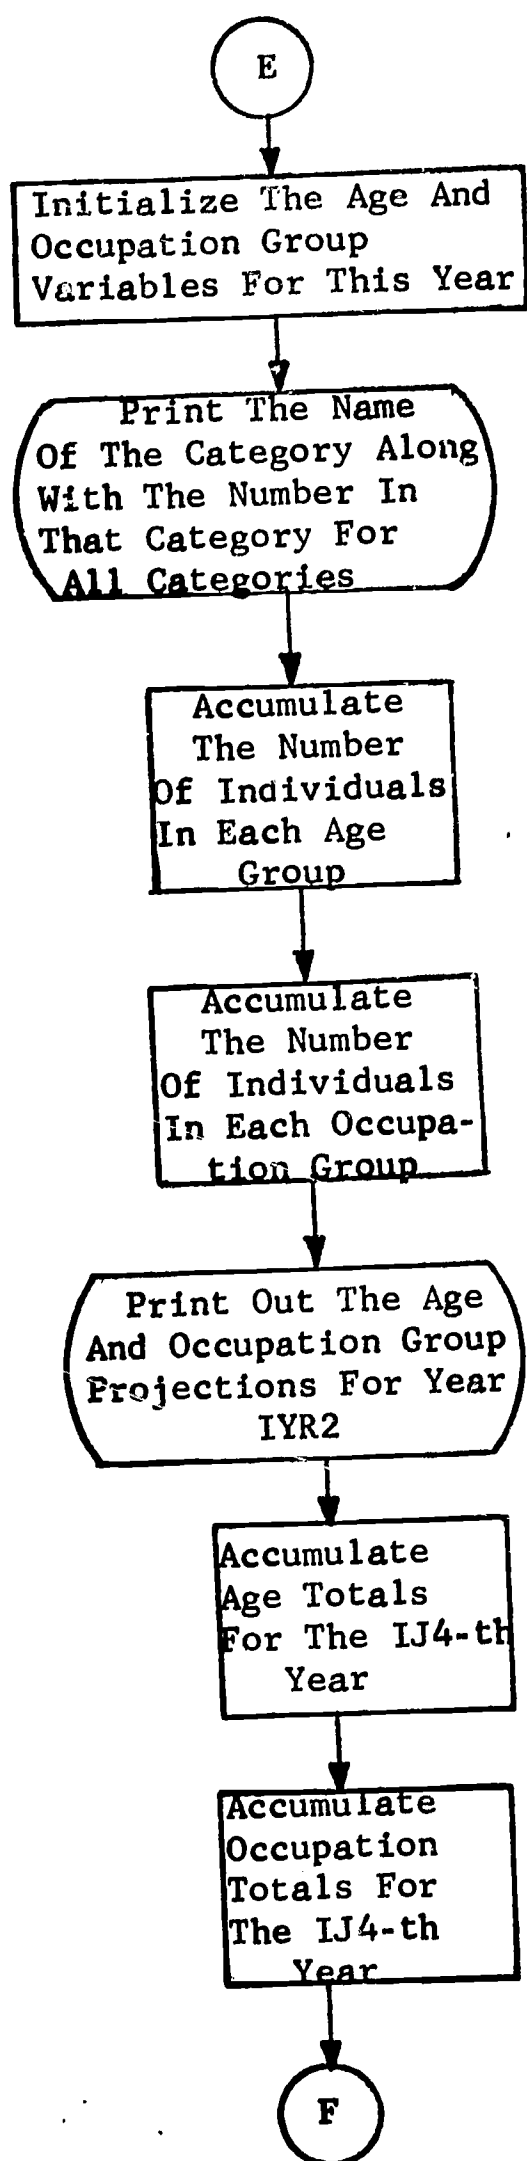 E
Initialize The Age And
Occupation Group
Variables For This Year
Print The Name
Of The Category Along
With The Number In
That Category For
All Categories
Accumulate
The Number
Of Individuals
In Each Age
Group
Accumulate
The Number
Of Individuals
In Each Occupa-
tion Group
Print Out The Age
And Occupation Group
Projections For Year
IYR2
Accumulate
Age Totals
For The IJ4-th
Year
Accumulate
Occupation
Totals For
The IJ4-th
Year
F